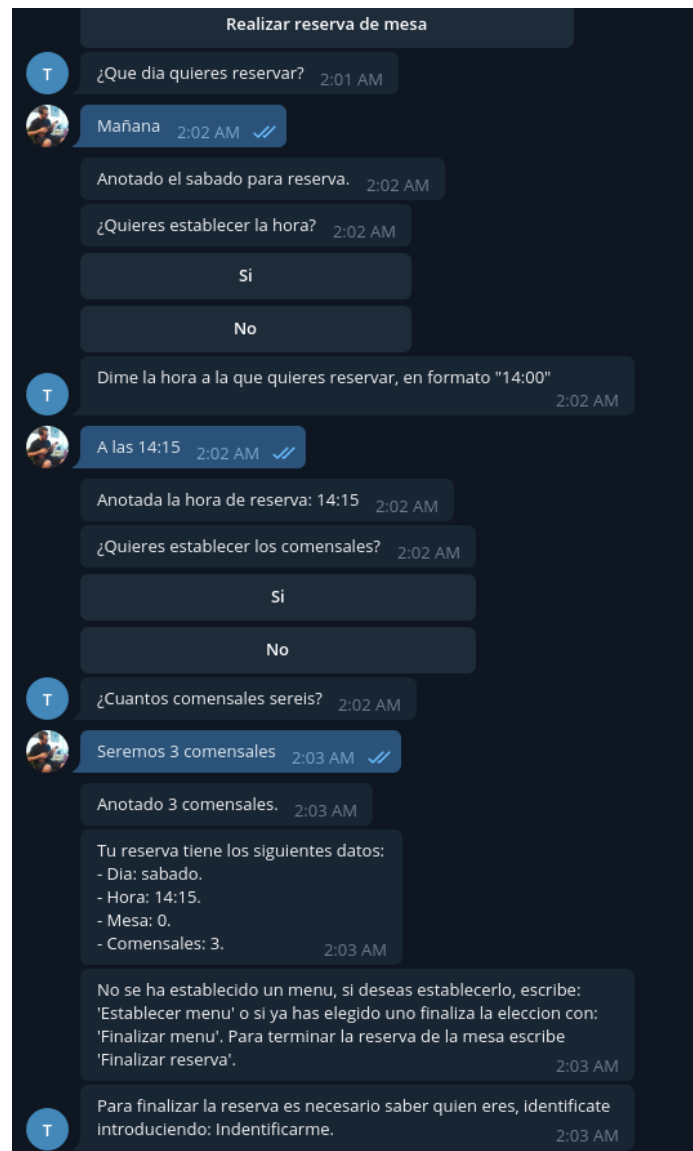 Realizar reserva de mesa
T
¿Que dia quieres reservar? 2:01 AM
Mañana 2:02 AM
Anotado el sabado para reserva. 2:02 AM
¿Quieres establecer la hora? 2:02 AM
Si
No
Dime la hora a la que quieres reservar, en formato "14:00"
2:02 AM
T
A las 14:15 2:02 AM
Anotada la hora de reserva: 14:15 2:02 AM
¿Quieres establecer los comensales? 2:02 AM
Si
No
T
¿Cuantos comensales sereis? 2:02 AM
Seremos 3 comensales 2:03 AM
Anotado 3 comensales. 2:03 AM
Tu reserva tiene los siguientes datos:
- Dia: sabado.
- Hora: 14:15.
- Mesa: 0.
- Comensales: 3. 2:03 AM
No se ha establecido un menu, si deseas establecerlo, escribe:
'Establecer menu' o si ya has elegido uno finaliza la eleccion con:
'Finalizar menu'. Para terminar la reserva de la mesa escribe
'Finalizar reserva'. 2:03 AM
Para finalizar la reserva es necesario saber quien eres, identificate
introduciendo: Indentificarme. 2:03 AM
T